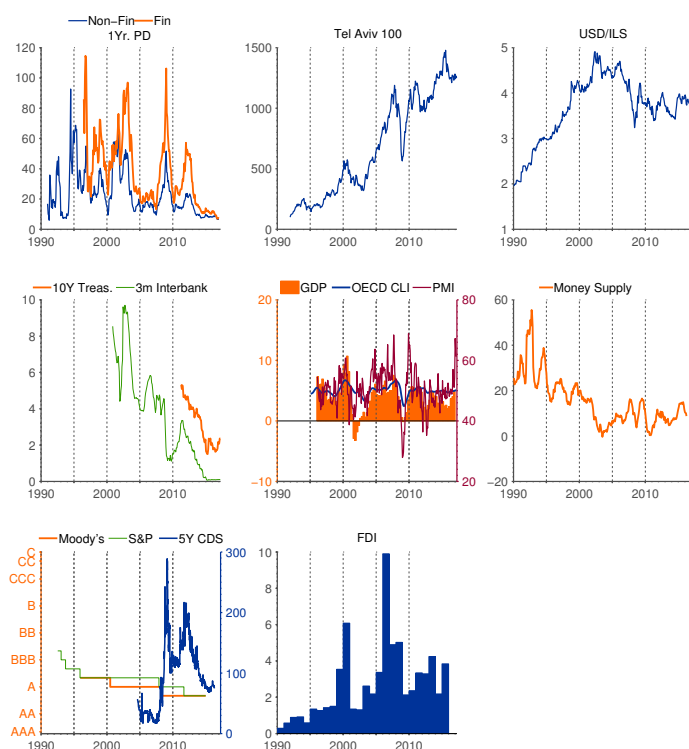 Non-Fin Fin
1Yr. PD
120
100
80
60
40
20
0
1990 2000 2010
Tel Aviv 100
1500
1000
500
0
1990 2000 2010
USD/ILS
5
4
3
2
1
1990 2000 2010
10Y Treas. 3m Interbank
10
8
6
4
2
0
1990 2000 2010
GDP OECD CLI PMI
20 80
10 60
0 40
-10 20
1990 2000 2010
Money Supply
60
40
20
0
-20
1990 2000 2010
Moody's S&P 5Y CDS
C 300
CC
CCC
B 200
BB
BBB
A 100
AA
AAA 0
1990 2000 2010
FDI
10
8
6
4
2
0
1990 2000 2010